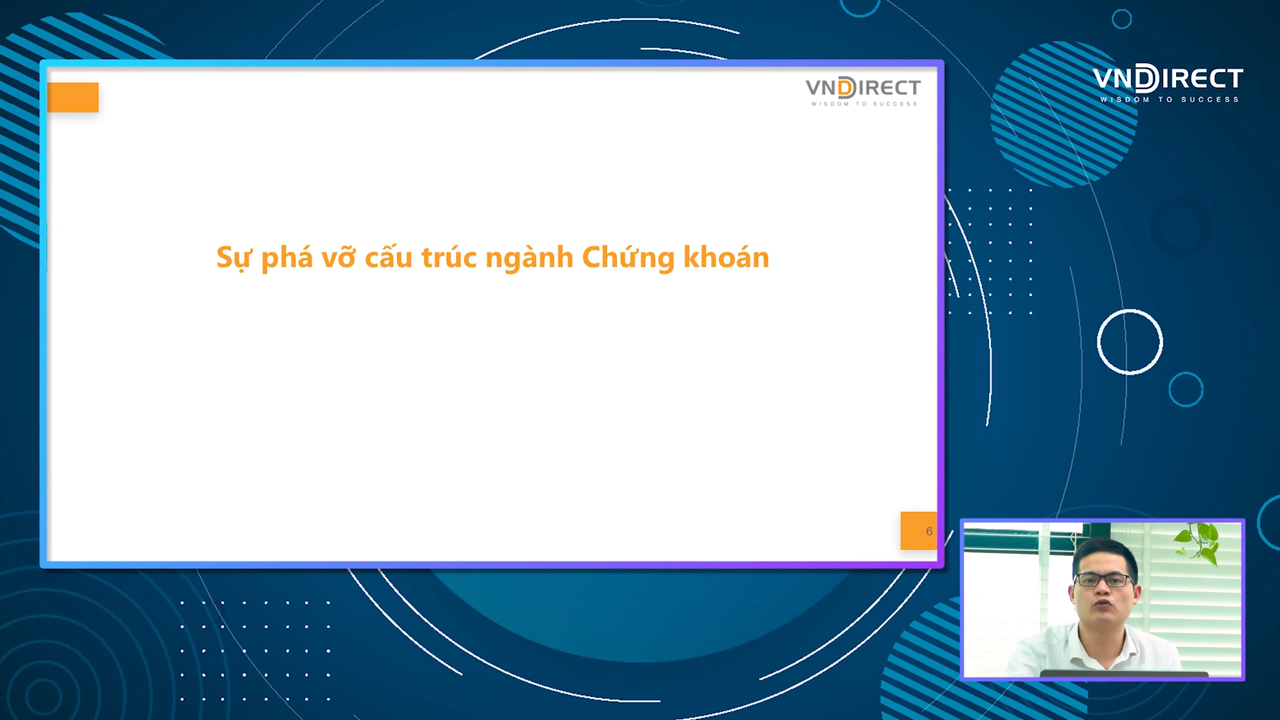 VNDIRECT
WISDOM TO SUCCESS
VNDIRECT
WISDOM TO SUCCESS
Sự phá vỡ cấu trúc ngành Chứng khoán
6